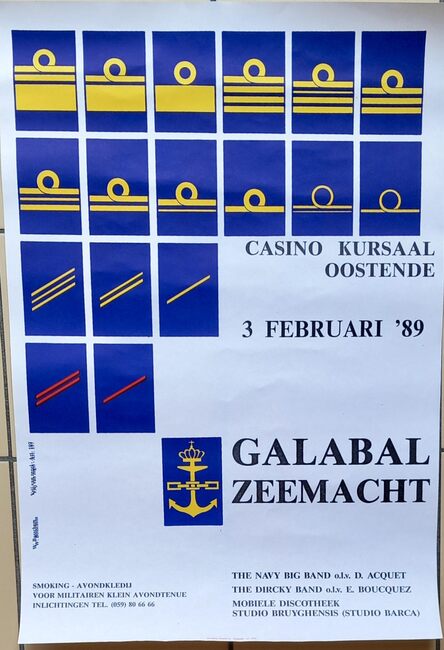 CASINO KURSAAL
OOSTENDE
3 FEBRUARI '89
GALABAL
ZEEMACHT
SMOKING - AVONDKLEDIJ
VOOR MILITAIREN KLEIN AVONDTENUE
INLICHTINGEN TEL. (059) 80 66 66
THE NAVY BIG BAND o.l.v. D. ACQUET
THE DIRCKY BAND o.l.v. E. BOUCQUEZ
MOBIELE DISCOTHEEK
STUDIO BRUYGHENSIS (STUDIO BARCA)